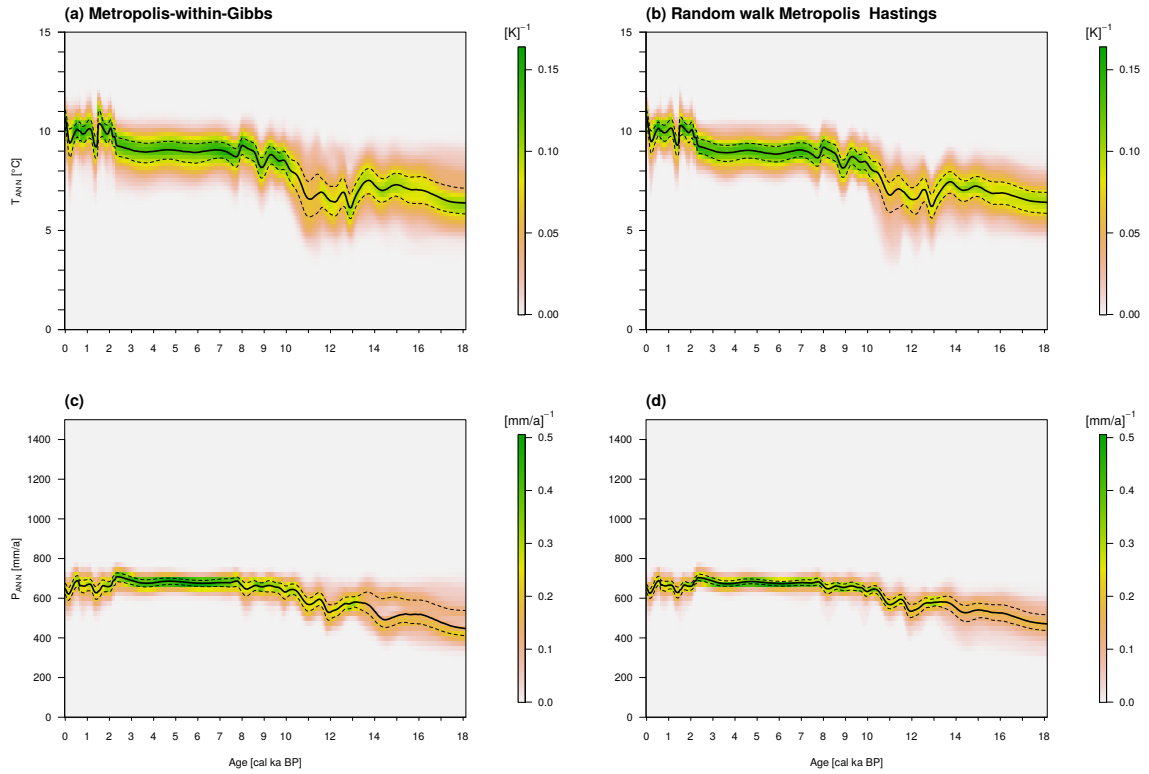 (a) Metropolis-within-Gibbs
(b) Random walk Metropolis Hastings
[K]⁻¹
[K]⁻¹
15
10
5
0
T ANN [°C]
0.15
0.10
0.05
0.00
15
10
5
0
0.15
0.10
0.05
0.00
0 1 2 3 4 5 6 7 8 9 10 12 14 16 18
0 1 2 3 4 5 6 7 8 9 10 12 14 16 18
(c)
(d)
[mm/a]⁻¹
[mm/a]⁻¹
1400
1200
1000
800
600
400
200
0
P ANN [mm/a]
0.5
0.4
0.3
0.2
0.1
0.0
1400
1200
1000
800
600
400
200
0
0.5
0.4
0.3
0.2
0.1
0.0
0 1 2 3 4 5 6 7 8 9 10 12 14 16 18
0 1 2 3 4 5 6 7 8 9 10 12 14 16 18
Age [cal ka BP]
Age [cal ka BP]